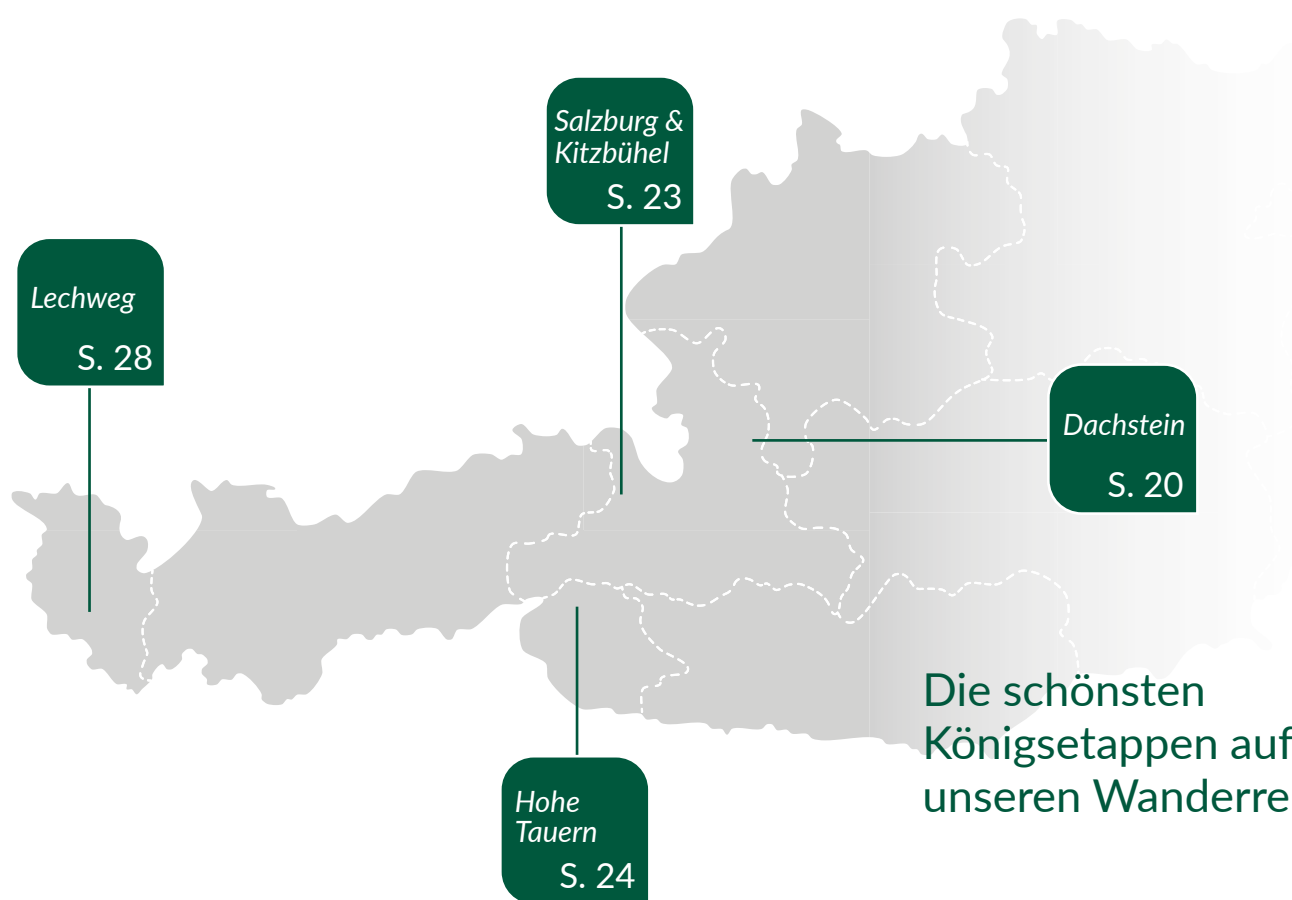 Salzburg &
Kitzbühel
S. 23
Lechweg
S. 28
Dachstein
S. 20
Die schönsten
Königsetappen auf
unseren Wanderre
Hohe
Tauern
S. 24